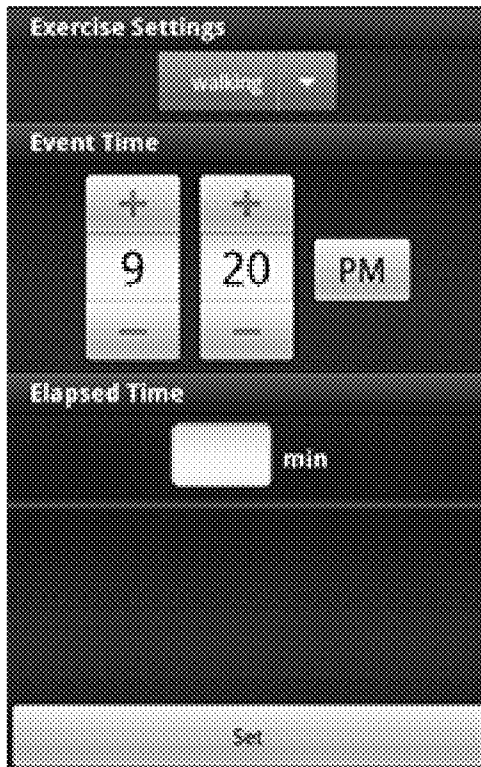 Exercise Settings
walking
Event Time
+ +
9 20 PM
− −
Elapsed Time
min
Set